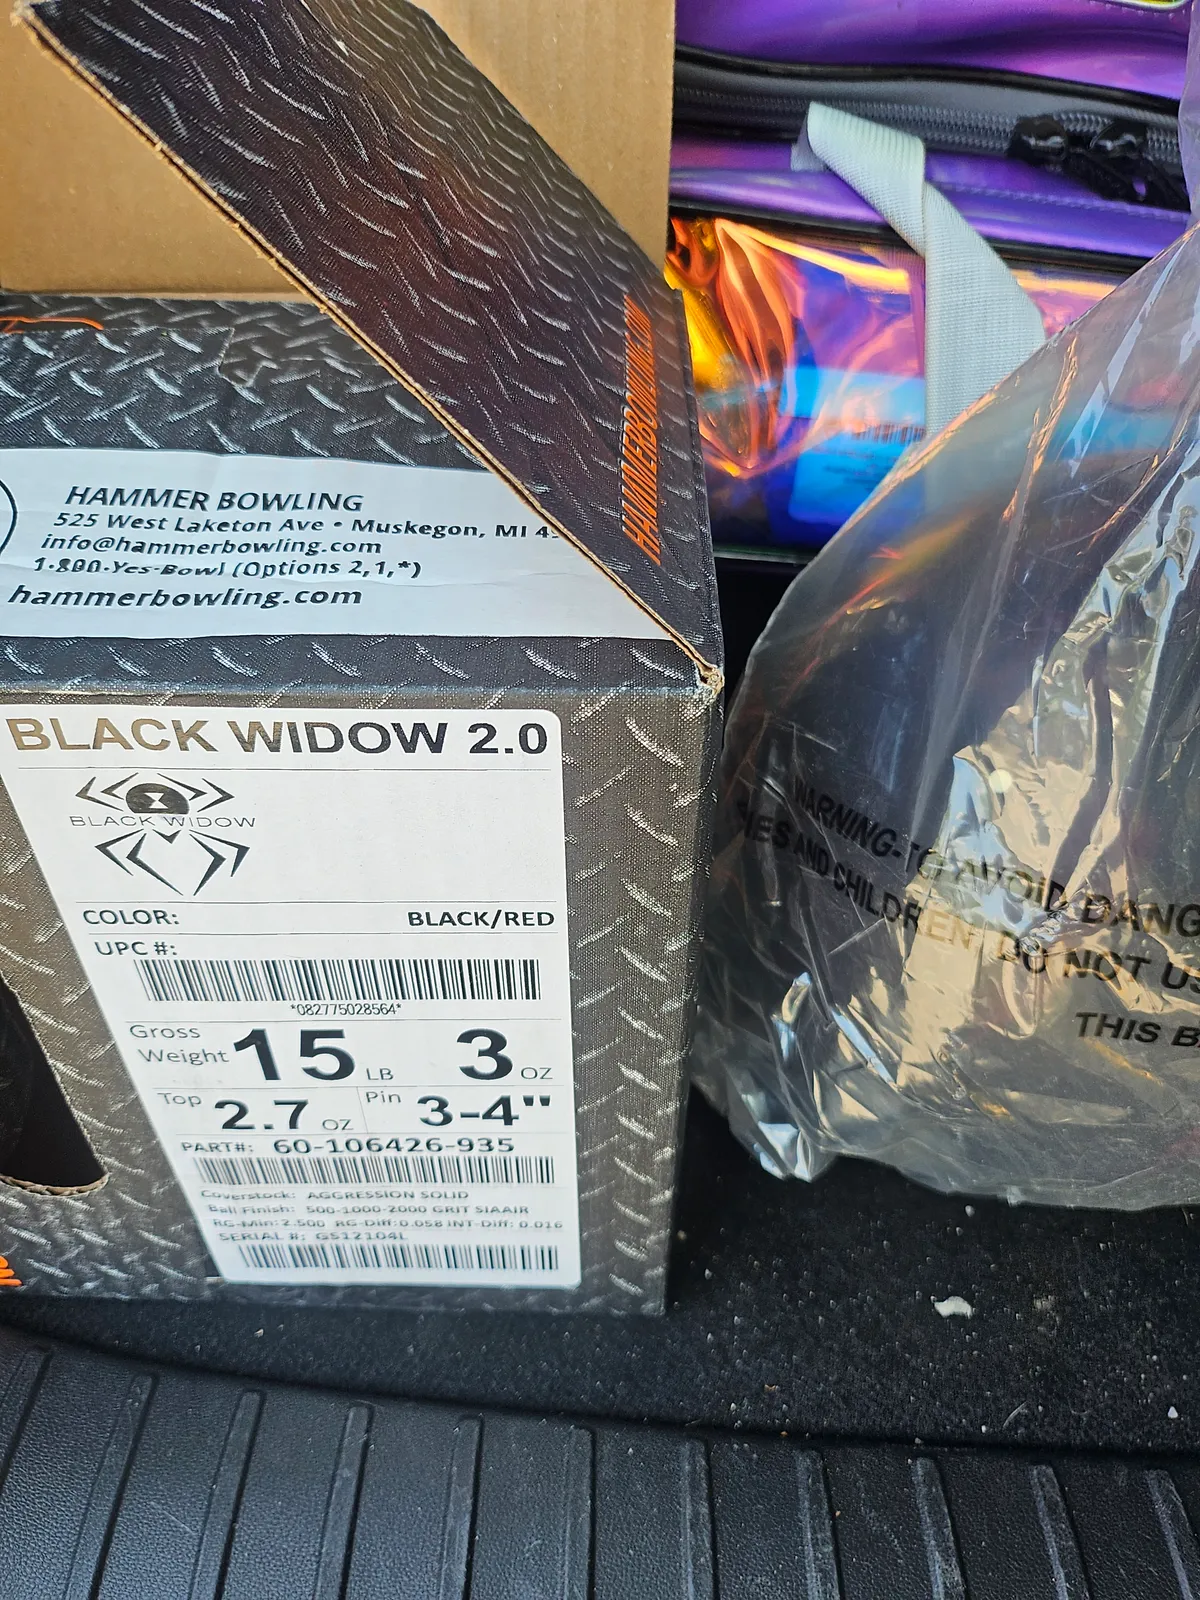 HAMMERBOWLING.COM
HAMMER BOWLING
525 West Laketon Ave • Muskegon, MI
info@hammerbowling.com
1-800-Yes-Bowl (Options 2,1,*)
hammerbowling.com
BLACK WIDOW 2.0
BLACK WIDOW
COLOR: BLACK/RED
UPC #:
*082775028564*
Gross Weight 15 LB 3 OZ
Top 2.7 OZ Pin 3-4"
PART#: 60-106426-935
Coverstock: AGGRESSION SOLID
Ball Finish: 500-1000-2000 GRIT SIAAIR
RG-Min: 2.500 RG-Diff: 0.058 INT-Diff: 0.016
SERIAL #: GS12104L
WARNING-TO AVOID DANG
AND CHILDREN DO NOT US
THIS B